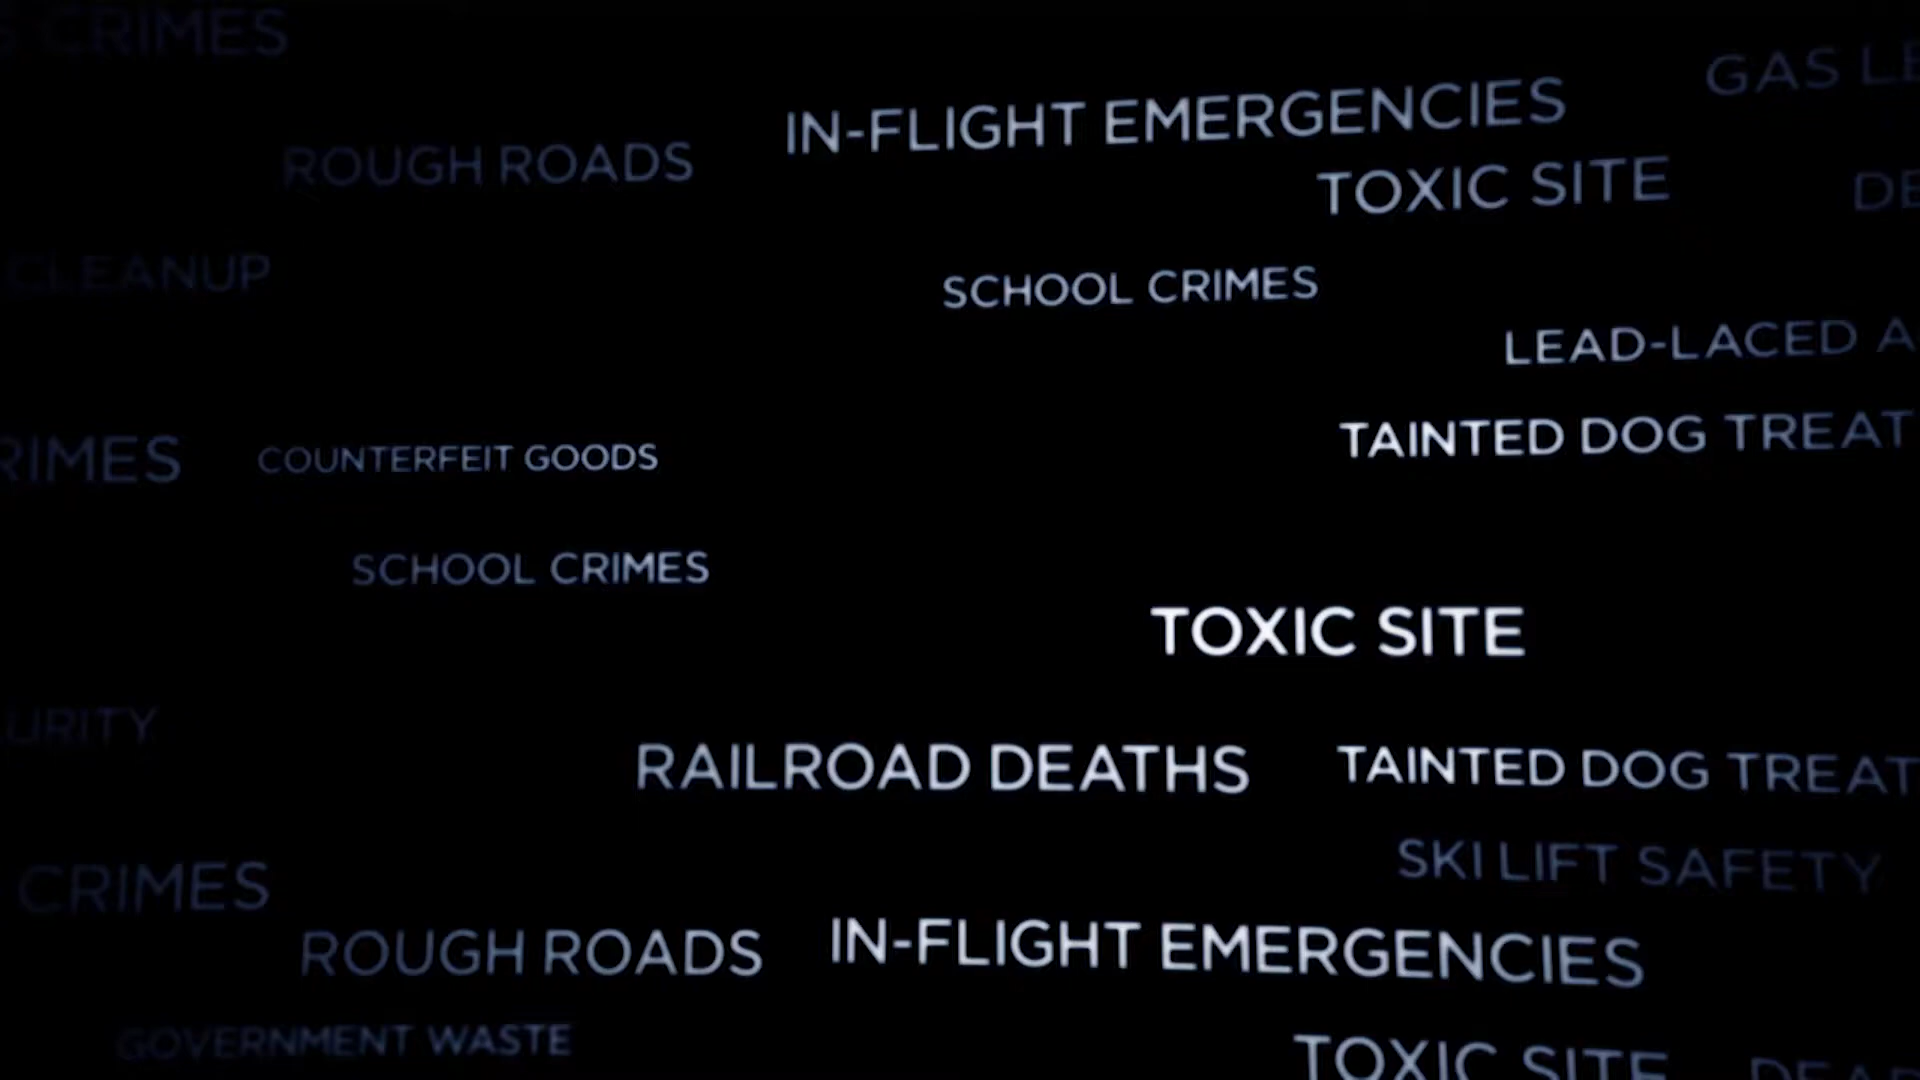 CRIMES
GAS
IN-FLIGHT EMERGENCIES
ROUGH ROADS
TOXIC SITE
CLEANUP
SCHOOL CRIMES
LEAD-LACED A
TAINTED DOG TREAT
RIMES
COUNTERFEIT GOODS
SCHOOL CRIMES
TOXIC SITE
URITY
RAILROAD DEATHS
TAINTED DOG TREAT
SKI LIFT SAFETY
CRIMES
ROUGH ROADS
IN-FLIGHT EMERGENCIES
GOVERNMENT WASTE
TOXIC SITE